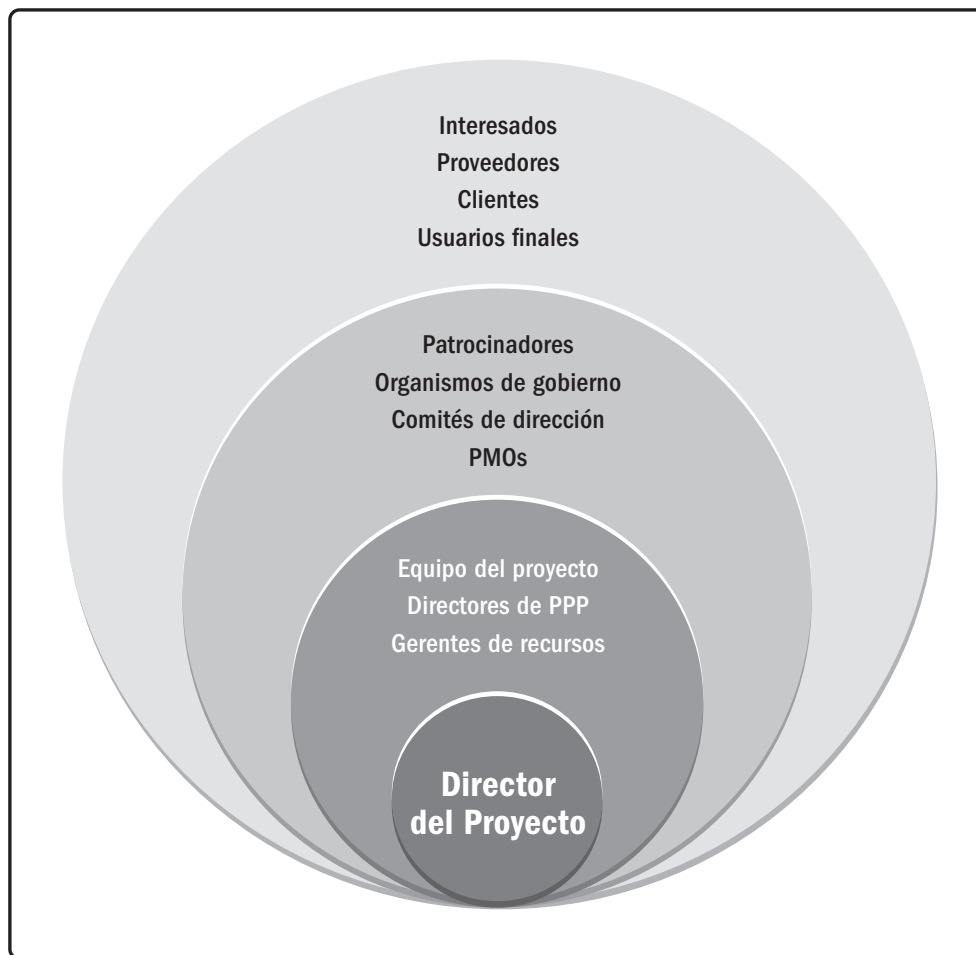 Interesados
Proveedores
Clientes
Usuarios finales
Patrocinadores
Organismos de gobierno
Comités de dirección
PMOs
Equipo del proyecto
Directores de PPP
Gerentes de recursos
Director
del Proyecto